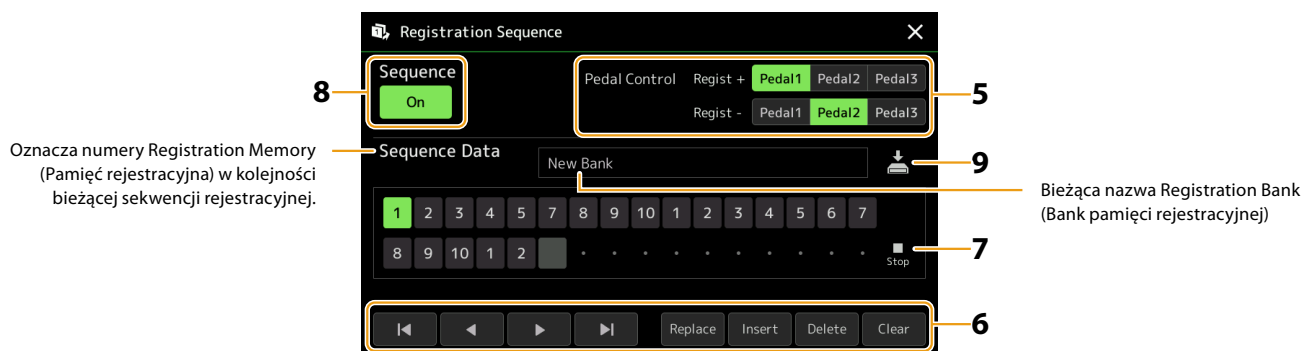 Registration Sequence
Sequence
On
8
Pedal Control Regist + Pedal1 Pedal2 Pedal3
Regist - Pedal1 Pedal2 Pedal3
5
Oznacza numery Registration Memory
(Pamięć rejestracyjna) w kolejności
bieżącej sekwencji rejestracyjnej.
Sequence Data
New Bank
9
Bieżąca nazwa Registration Bank
(Bank pamięci rejestracyjnej)
1 2 3 4 5 7 8 9 10 1 2 3 4 5 6 7
8 9 10 1 2
Stop
7
Replace Insert Delete Clear
6